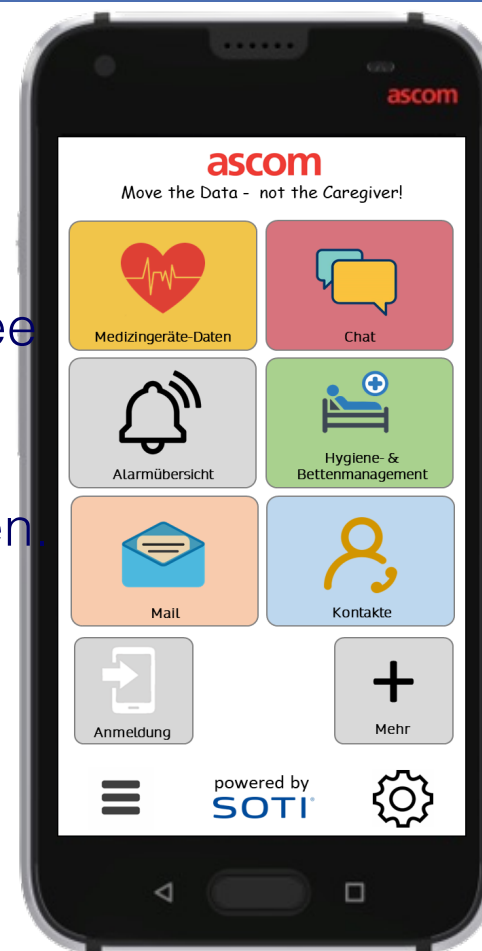 ascom
ascom
Move the Data - not the Caregiver!
Medizingeräte-Daten
Chat
Alarmübersicht
Hygiene- &
Bettenmanagement
Mail
Kontakte
Anmeldung
Mehr
powered by
SOTI